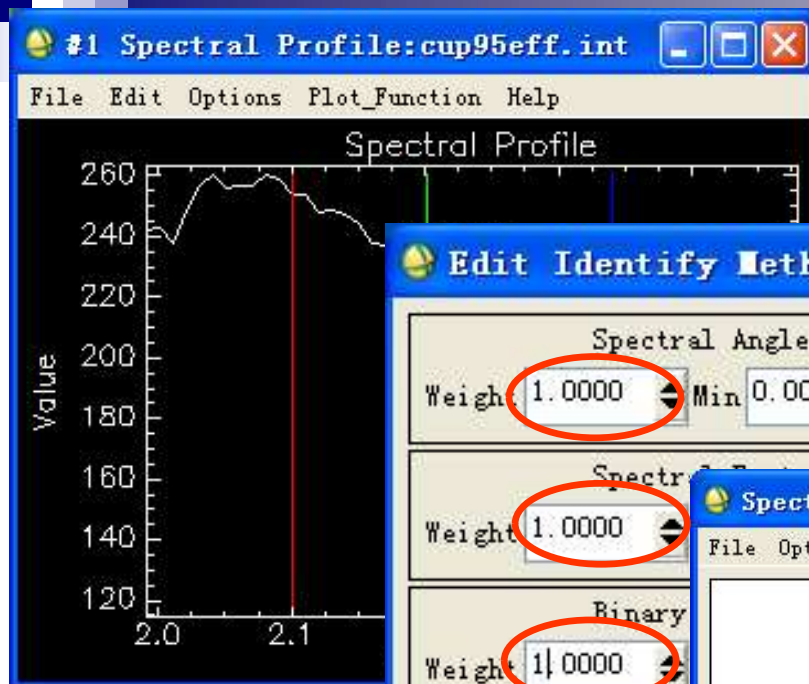 #1 Spectral Profile:cup95eff.int
File Edit Options Plot_Function Help
Spectral Profile
260
240
220
200
180
160
140
120
Value
2.0 2.1
Edit Identify
Spectral Angle
Weight 1.0000 Min 0.00
Weight 1.0000
File
Binary
Weight 1.0000